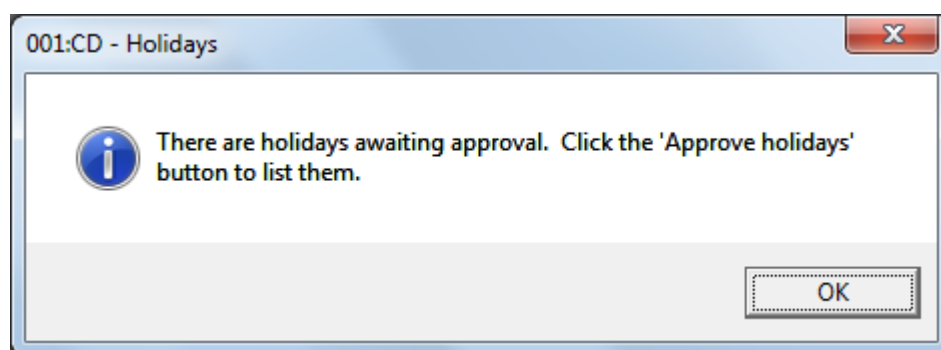 001:CD - Holidays
There are holidays awaiting approval.  Click the 'Approve holidays'
button to list them.
OK